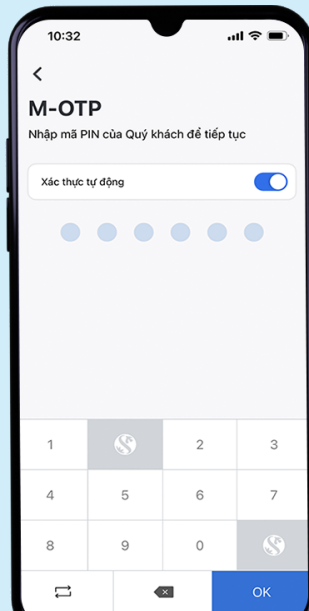 10:32
M-OTP
Nhập mã PIN của Quý khách để tiếp tục
Xác thực tự động
1 2 3
4 5 6 7
8 9 0
OK